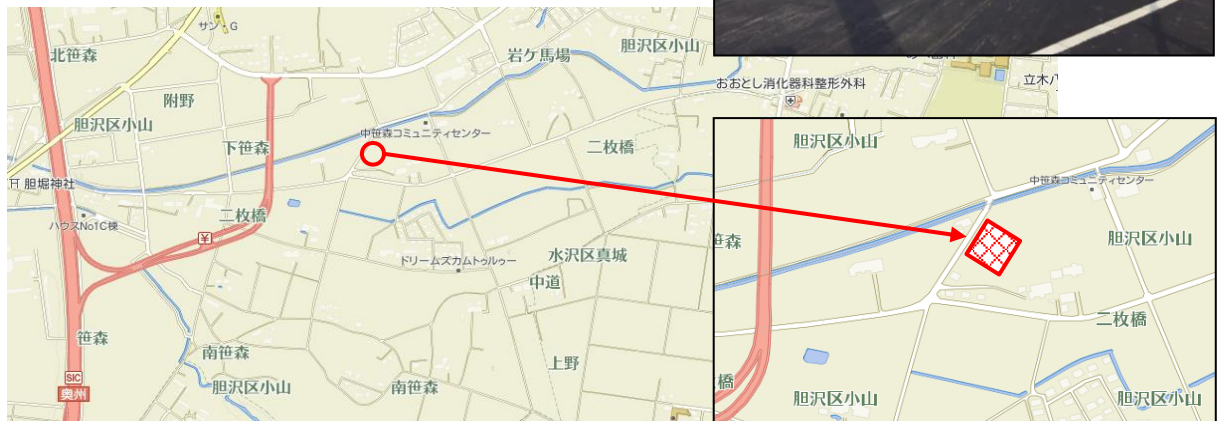 サン・G
北笹森
岩ケ馬場
胆沢区小山
おおとし消化器科整形外科
附野
胆沢区小山
中笹森コミュニティセンター
下笹森
二枚橋
胆堀神社
ハウスNo1C棟
二枚橋
¥
ドリームズカムトゥルゥー
水沢区真城
中道
笹森
南笹森
上野
SIC
奥州
胆沢区小山
南笹森
胆沢区小山
中笹森コミュニティセンター
笹森
胆沢区小山
二枚橋
橋
胆沢区小山
胆沢区小山